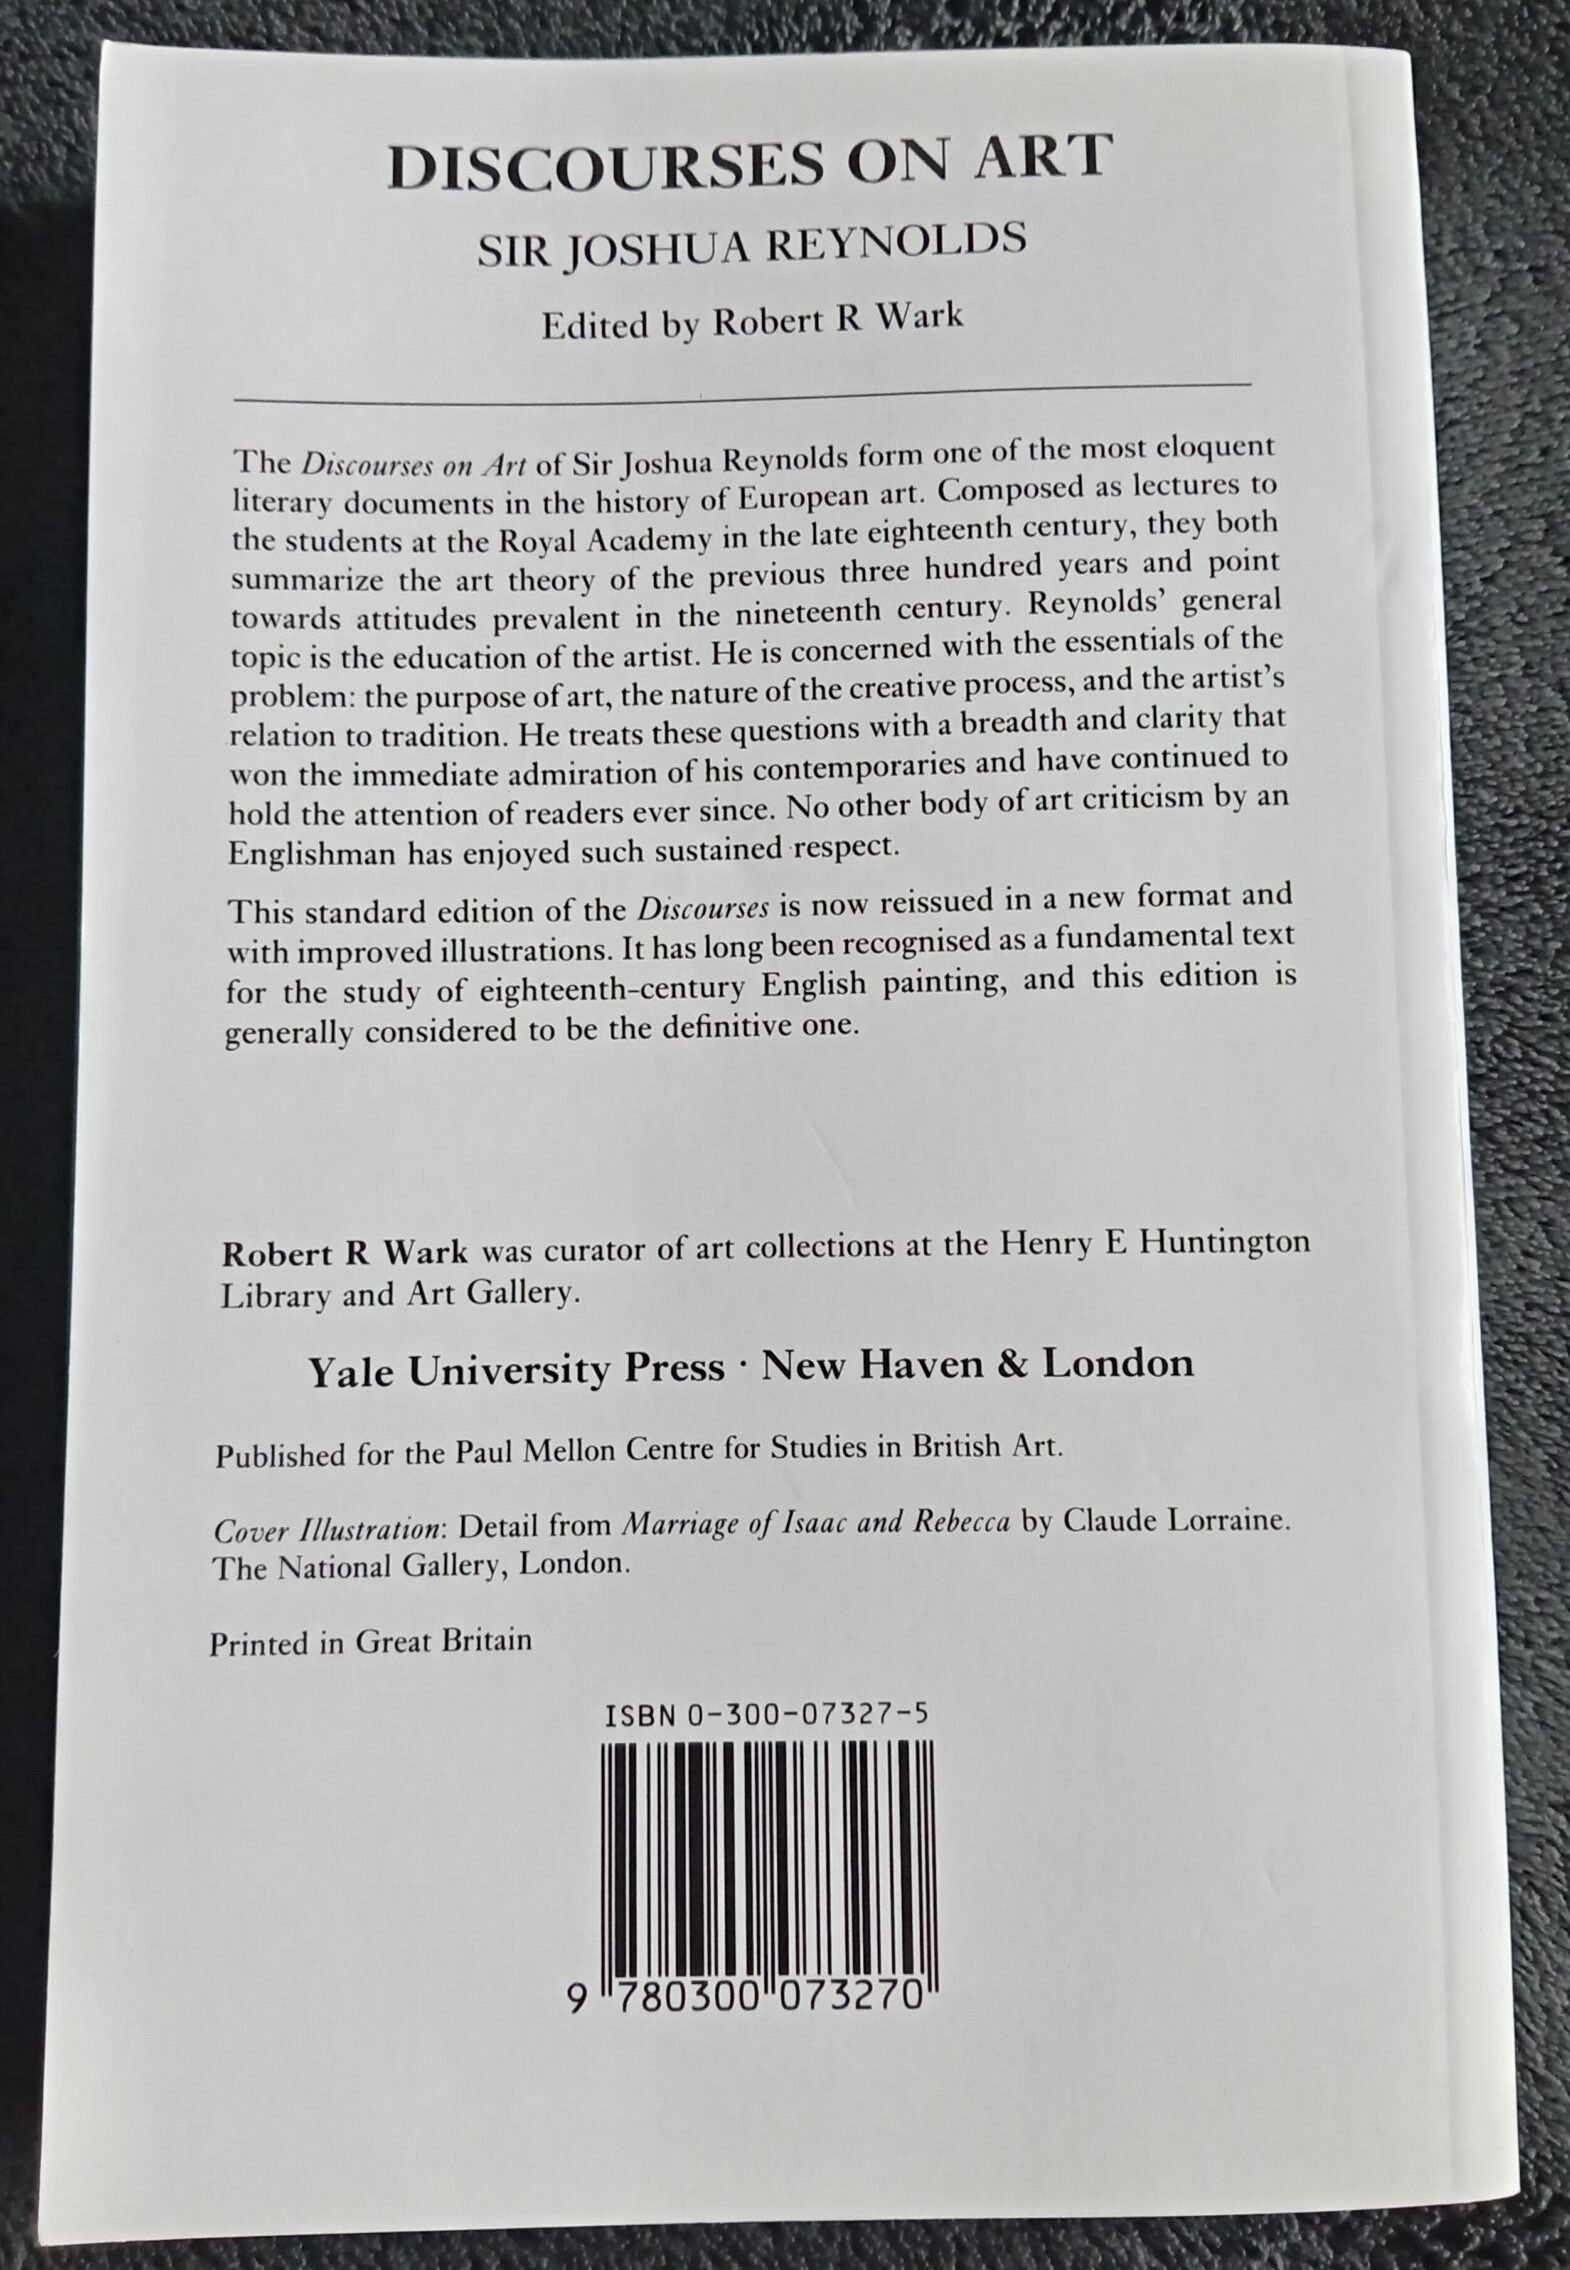 DISCOURSES ON ART
SIR JOSHUA REYNOLDS
Edited by Robert R Wark
The Discourses on Art of Sir Joshua Reynolds form one of the most eloquent
literary documents in the history of European art. Composed as lectures to
the students at the Royal Academy in the late eighteenth century, they both
summarize the art theory of the previous three hundred years and point
towards attitudes prevalent in the nineteenth century. Reynolds’ general
topic is the education of the artist. He is concerned with the essentials of the
problem: the purpose of art, the nature of the creative process, and the artist’s
relation to tradition. He treats these questions with a breadth and clarity that
won the immediate admiration of his contemporaries and have continued to
hold the attention of readers ever since. No other body of art criticism by an
Englishman has enjoyed such sustained respect.
This standard edition of the Discourses is now reissued in a new format and
with improved illustrations. It has long been recognised as a fundamental text
for the study of eighteenth-century English painting, and this edition is
generally considered to be the definitive one.
Robert R Wark was curator of art collections at the Henry E Huntington
Library and Art Gallery.
Yale University Press · New Haven & London
Published for the Paul Mellon Centre for Studies in British Art.
Cover Illustration: Detail from Marriage of Isaac and Rebecca by Claude Lorraine.
The National Gallery, London.
Printed in Great Britain
ISBN 0-300-07327-5
9 780300 073270